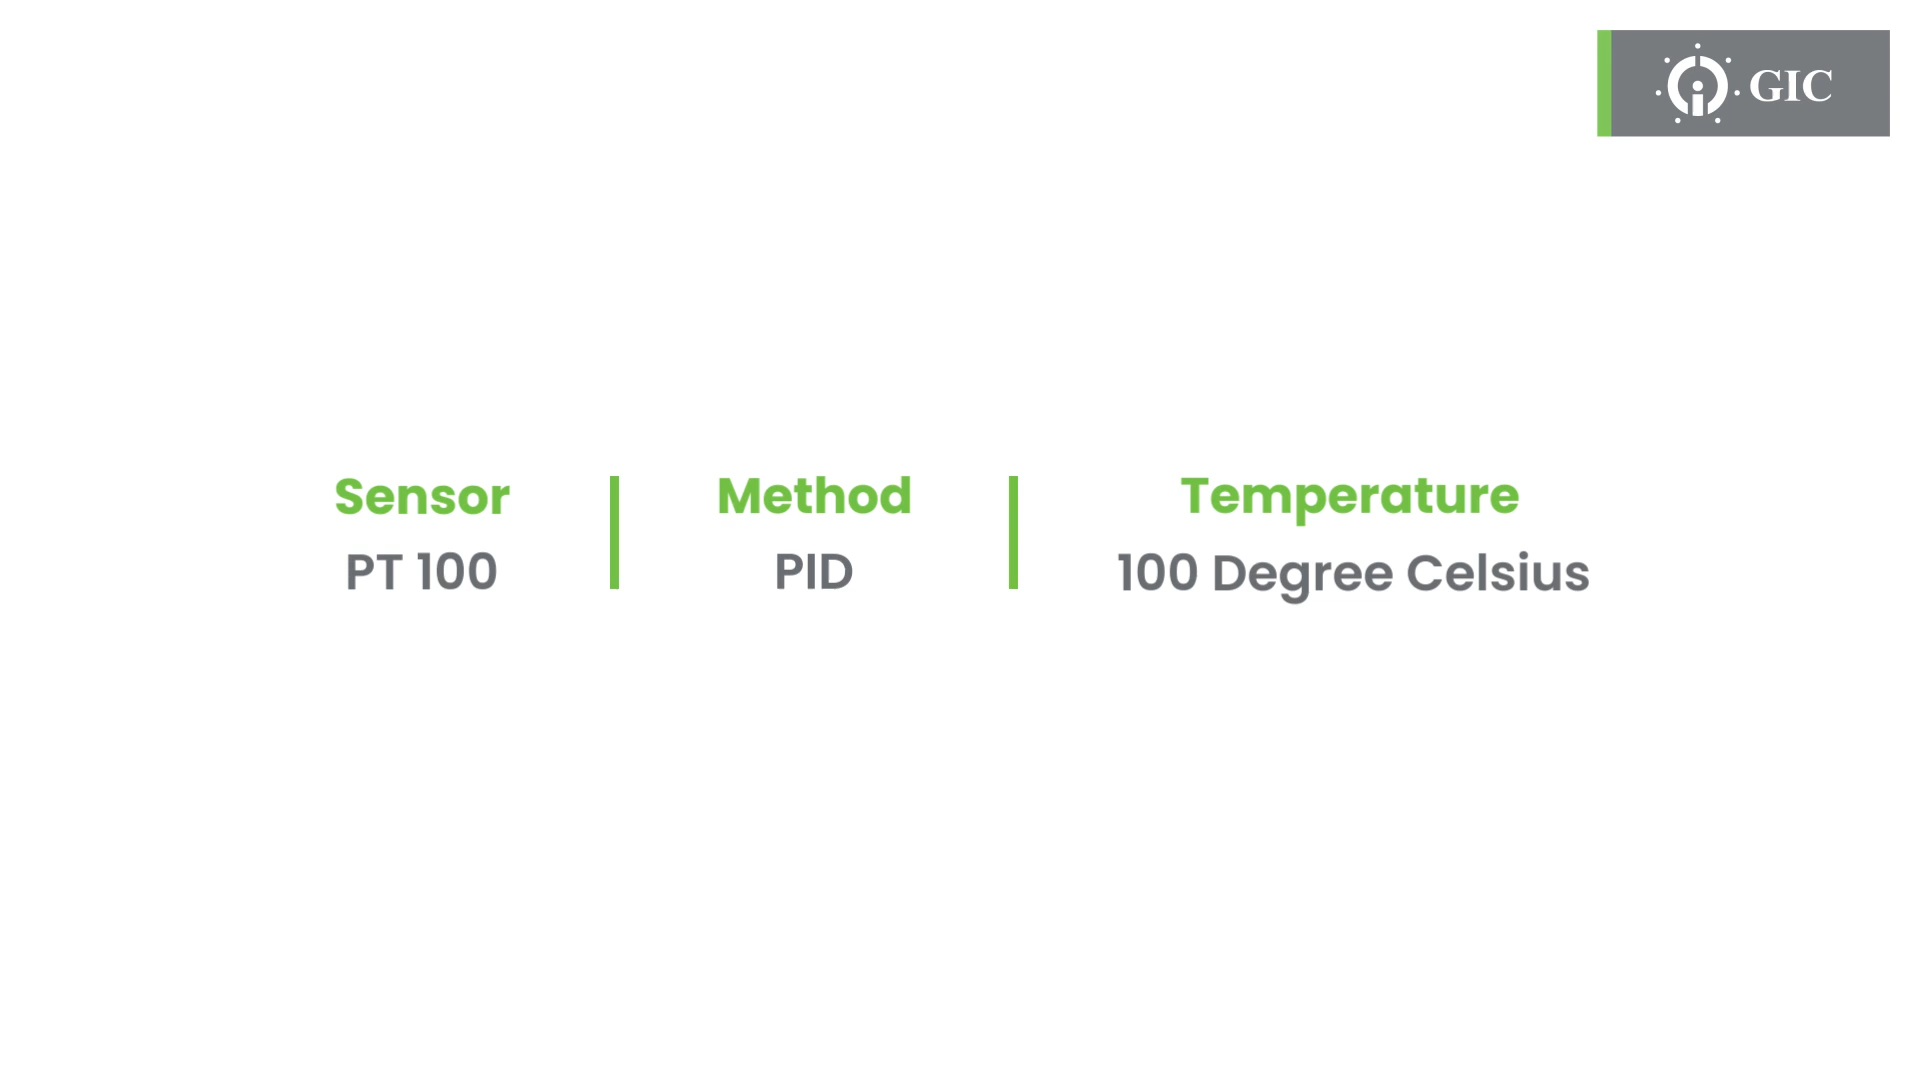 GIC
Sensor
Method
Temperature
PT 100
PID
100 Degree Celsius